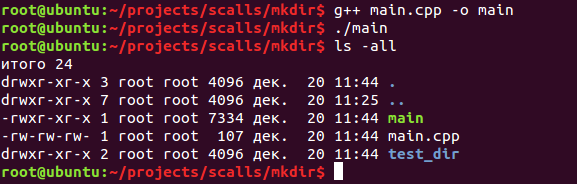 root@ubuntu:~/projects/scalls/mkdir$ g++ main.cpp -o main
root@ubuntu:~/projects/scalls/mkdir$ ./main
root@ubuntu:~/projects/scalls/mkdir$ ls -all
итого 24
drwxr-xr-x 3 root root 4096 дек.  20 11:44 .
drwxr-xr-x 7 root root 4096 дек.  20 11:25 ..
-rwxr-xr-x 1 root root 7334 дек.  20 11:44 main
-rw-rw-rw- 1 root root  107 дек.  20 11:44 main.cpp
drwxr-xr-x 2 root root 4096 дек.  20 11:44 test_dir
root@ubuntu:~/projects/scalls/mkdir$